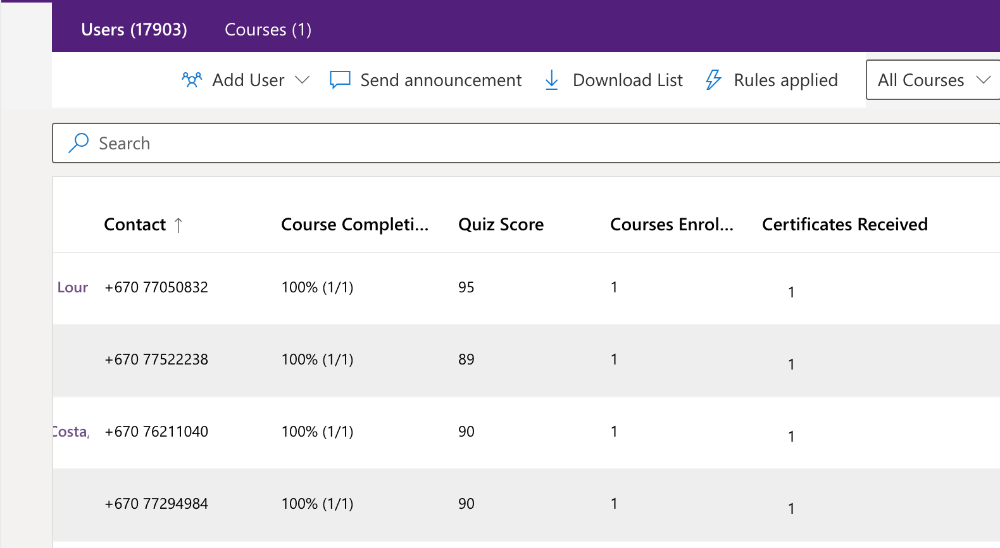 Users (17903) Courses (1)
Add User Send announcement Download List Rules applied All Courses
Search
Contact ↑ Course Completi... Quiz Score Courses Enrol... Certificates Received
Lour +670 77050832 100% (1/1) 95 1 1
+670 77522238 100% (1/1) 89 1 1
Costa, +670 76211040 100% (1/1) 90 1 1
+670 77294984 100% (1/1) 90 1 1